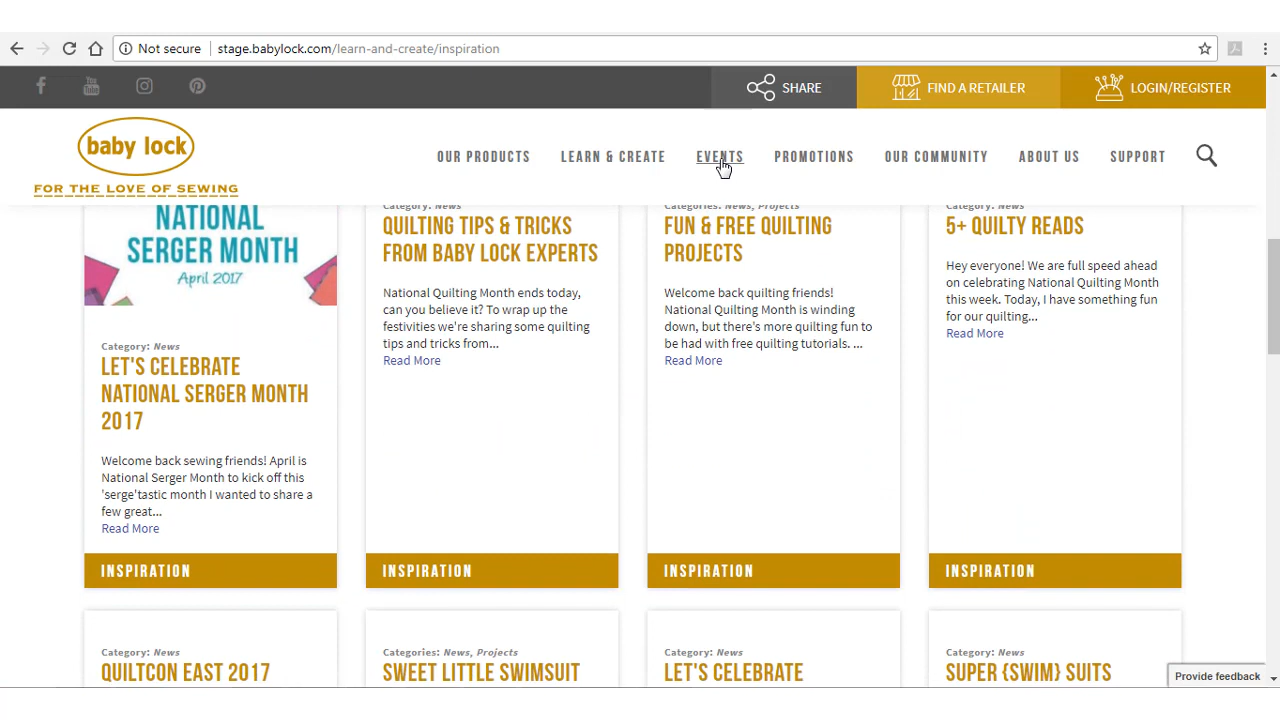 Not secure | stage.babylock.com/learn-and-create/inspiration
SHARE
FIND A RETAILER
LOGIN/REGISTER
baby lock
FOR THE LOVE OF SEWING
OUR PRODUCTS
LEARN & CREATE
EVENTS
PROMOTIONS
OUR COMMUNITY
ABOUT US
SUPPORT
NATIONAL
SERGER MONTH
April 2017
Category: News
LET'S CELEBRATE
NATIONAL SERGER MONTH
2017
Welcome back sewing friends! April is
National Serger Month to kick off this
'serge'tastic month I wanted to share a
few great...
Read More
INSPIRATION
Category: News
QUILTING TIPS & TRICKS
FROM BABY LOCK EXPERTS
National Quilting Month ends today,
can you believe it? To wrap up the
festivities we're sharing some quilting
tips and tricks from...
Read More
INSPIRATION
Categories: News, Projects
FUN & FREE QUILTING
PROJECTS
Welcome back quilting friends!
National Quilting Month is winding
down, but there's more quilting fun to
be had with free quilting tutorials. ...
Read More
INSPIRATION
Category: News
5+ QUILTY READS
Hey everyone! We are full speed ahead
on celebrating National Quilting Month
this week. Today, I have something fun
for our quilting...
Read More
INSPIRATION
Category: News
QUILTCON EAST 2017
Categories: News, Projects
SWEET LITTLE SWIMSUIT
Category: News
LET'S CELEBRATE
Category: News
SUPER {SWIM} SUITS
Provide feedback